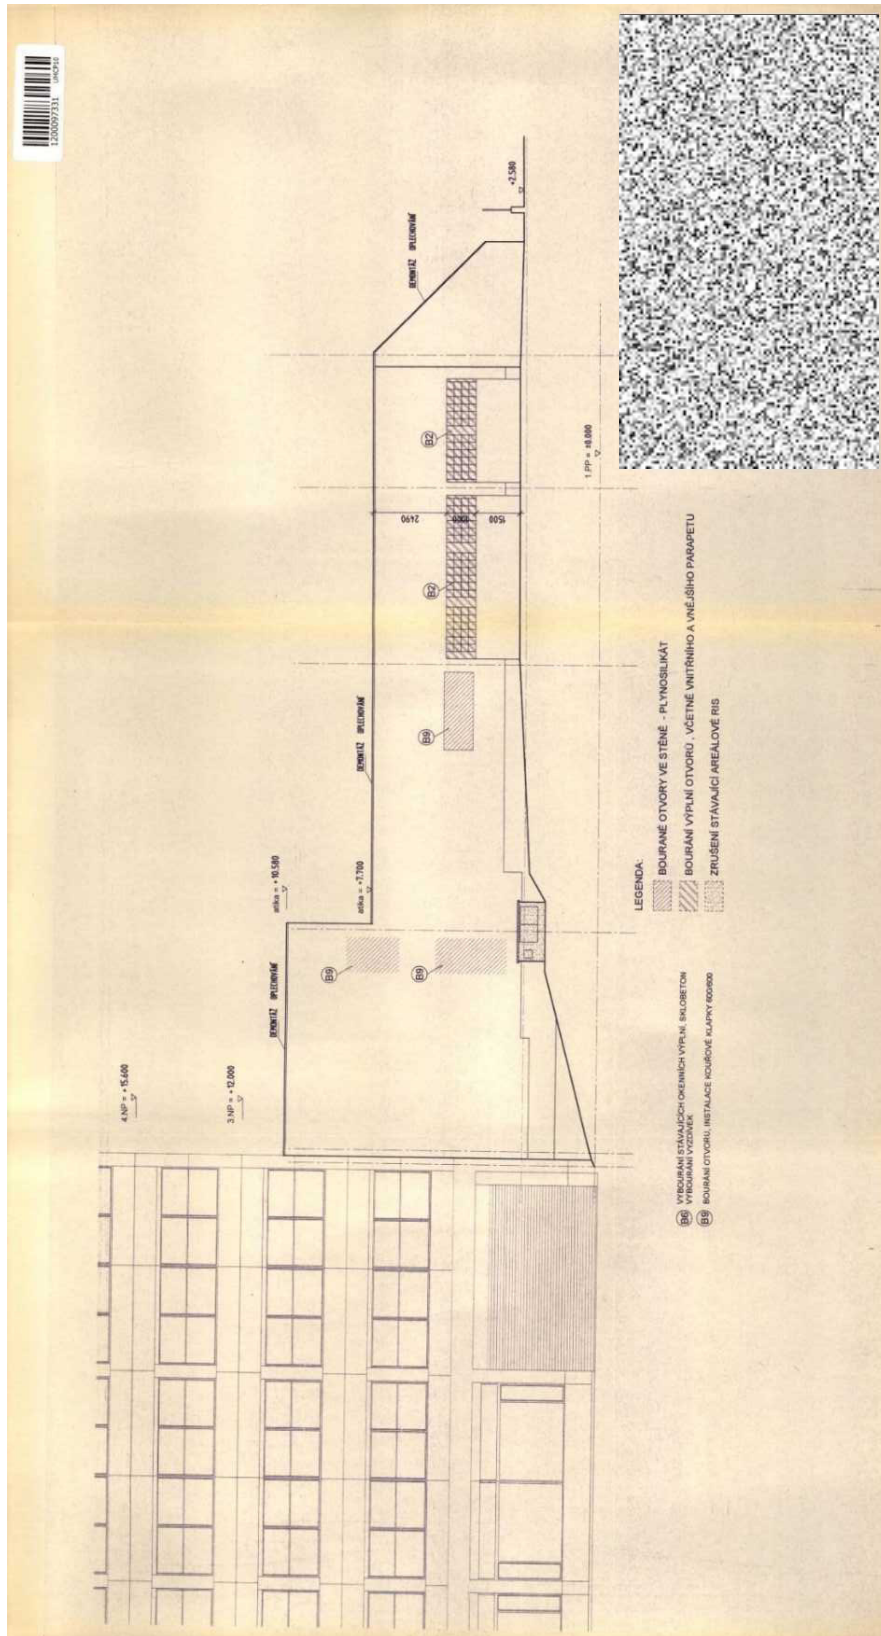 1200097331 UMCP10
DEMONTÁŽ OPLECHOVÁNÍ
+2.580
B2
B2
2490
1000
1500
1.PP = ±0.000
DEMONTÁŽ OPLECHOVÁNÍ
B9
atika = +10.580
atika = +7.700
DEMONTÁŽ OPLECHOVÁNÍ
B9
B9
4.NP = +15.600
3.NP = +12.000
LEGENDA:
BOURANÉ OTVORY VE STĚNĚ - PLYNOSILIKÁT
BOURÁNÍ VÝPLNÍ OTVORŮ , VČETNĚ VNITŘNÍHO A VNĚJŠÍHO PARAPETU
ZRUŠENÍ STÁVAJÍCÍ AREÁLOVÉ RIS
B6 VYBOURÁNÍ STÁVAJÍCÍCH OKENNÍCH VÝPLNÍ, SKLOBETON
VYBOURÁNÍ VYZDÍVEK
B9 BOURÁNÍ OTVORU, INSTALACE KOUŘOVÉ KLAPKY 600/600